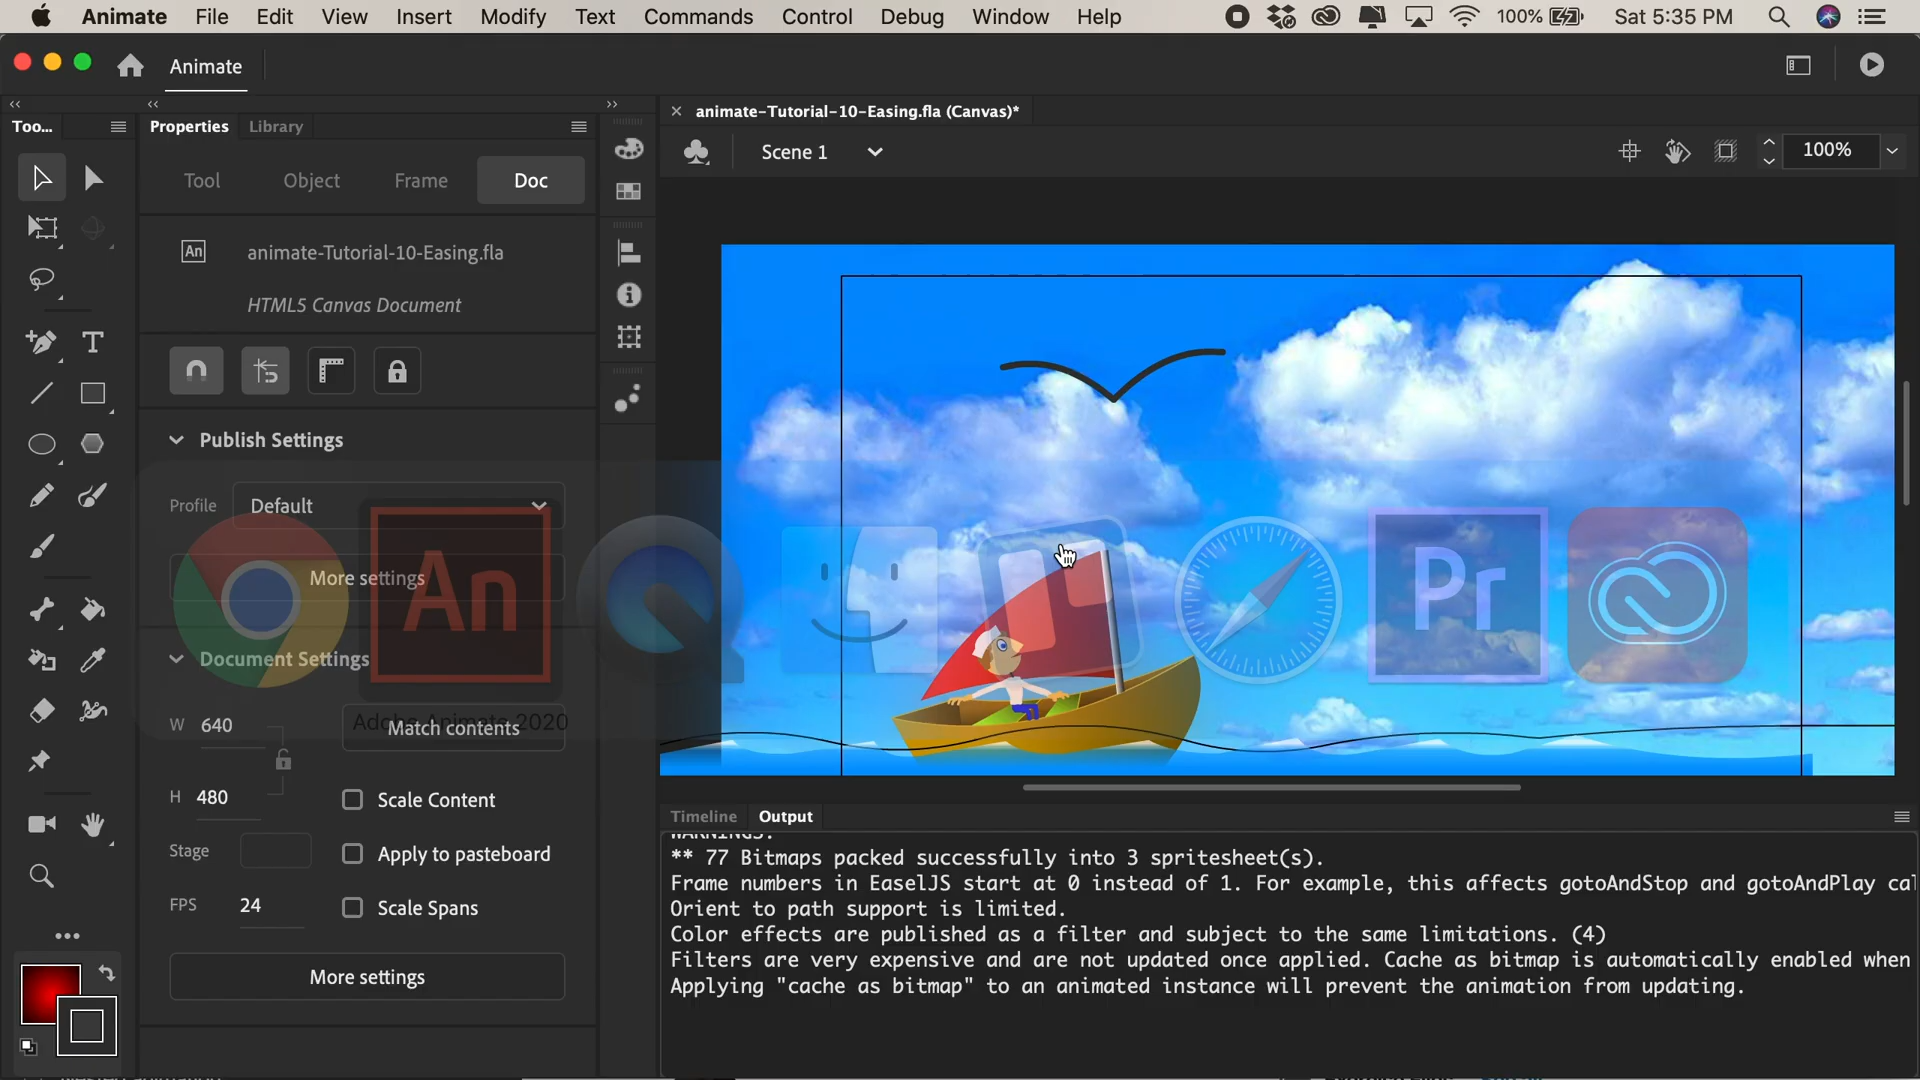 Animate File Edit View Insert Modify Text Commands Control Debug Window Help 100% Sat 5:35 PM
Animate
Too... Properties Library
animate-Tutorial-10-Easing.fla (Canvas)*
Scene 1 100%
Tool Object Frame Doc
An animate-Tutorial-10-Easing.fla
HTML5 Canvas Document
Publish Settings
Profile Default
More settings
An Pr
Adobe Animate 2020
Document Settings
W 640 Match contents
H 480 Scale Content
Stage Apply to pasteboard
FPS 24 Scale Spans
More settings
Timeline Output
WARNINGS:
** 77 Bitmaps packed successfully into 3 spritesheet(s).
Frame numbers in EaselJS start at 0 instead of 1. For example, this affects gotoAndStop and gotoAndPlay cal
Orient to path support is limited.
Color effects are published as a filter and subject to the same limitations. (4)
Filters are very expensive and are not updated once applied. Cache as bitmap is automatically enabled when
Applying "cache as bitmap" to an animated instance will prevent the animation from updating.